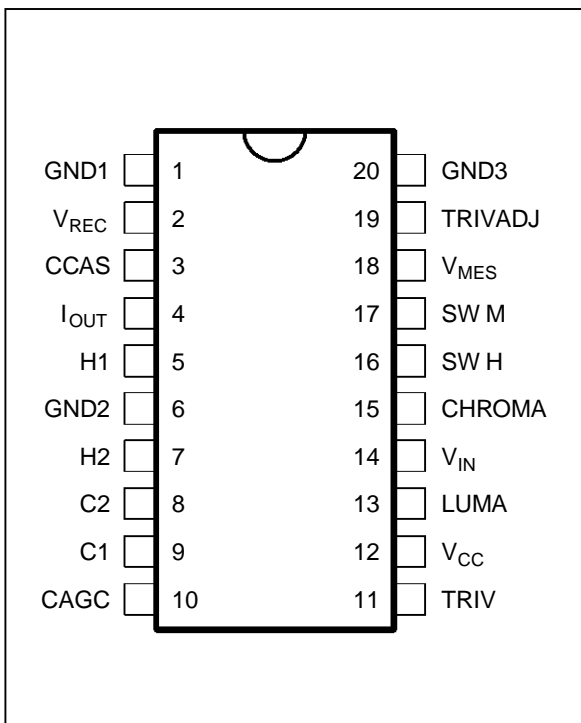 GND1 1 20 GND3
VREC 2 19 TRIVADJ
CCAS 3 18 VMES
IOUT 4 17 SW M
H1 5 16 SW H
GND2 6 15 CHROMA
H2 7 14 VIN
C2 8 13 LUMA
C1 9 12 VCC
CAGC 10 11 TRIV